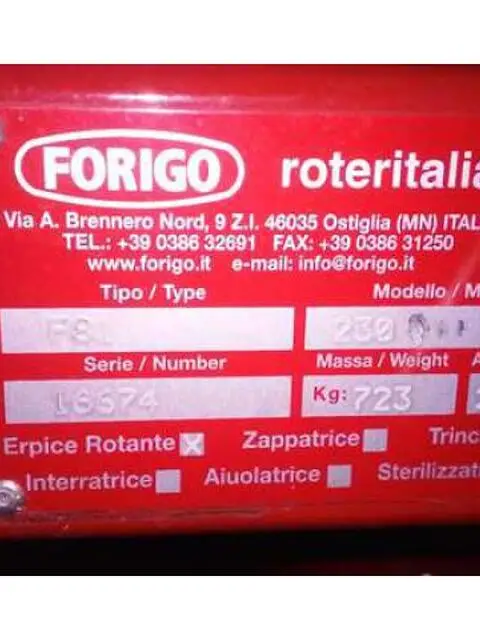 FORIGO roteritalia
Via A. Brennero Nord, 9 Z.I. 46035 Ostiglia (MN) ITAL
TEL.: +39 0386 32691 FAX: +39 0386 31250
www.forigo.it e-mail: info@forigo.it
Tipo / Type Modello / M
230
Serie / Number Massa / Weight A
16674 Kg: 723
Erpice Rotante X Zappatrice Trinc
Interratrice Aiuolatrice Sterilizzat